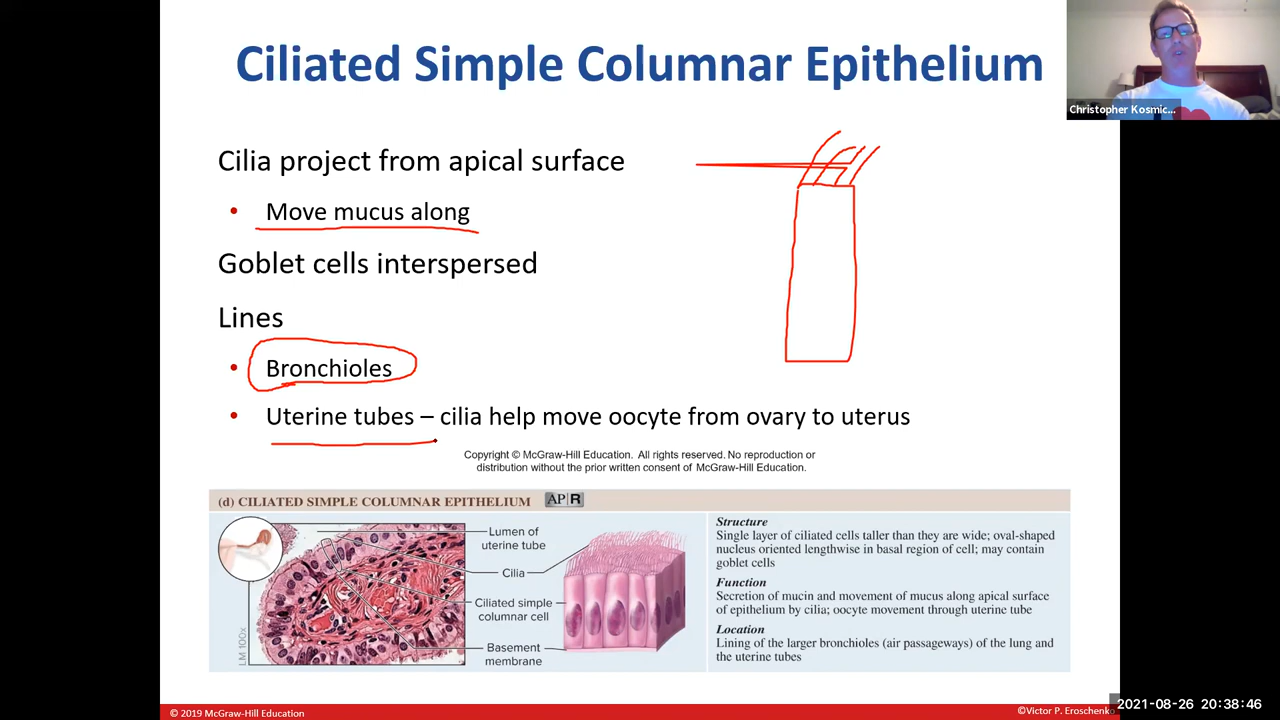 Ciliated Simple Columnar Epithelium
Christopher Kosmic...
Cilia project from apical surface
• Move mucus along
Goblet cells interspersed
Lines
• Bronchioles
• Uterine tubes – cilia help move oocyte from ovary to uterus
Copyright © McGraw-Hill Education. All rights reserved. No reproduction or
distribution without the prior written consent of McGraw-Hill Education.
(d) CILIATED SIMPLE COLUMNAR EPITHELIUM AP|R
Lumen of
uterine tube
Cilia
Ciliated simple
columnar cell
Basement
membrane
LM 100x
Structure
Single layer of ciliated cells taller than they are wide; oval-shaped
nucleus oriented lengthwise in basal region of cell; may contain
goblet cells
Function
Secretion of mucin and movement of mucus along apical surface
of epithelium by cilia; oocyte movement through uterine tube
Location
Lining of the larger bronchioles (air passageways) of the lung and
the uterine tubes
© 2019 McGraw-Hill Education
©Victor P. Eroschenko
2021-08-26 20:38:46